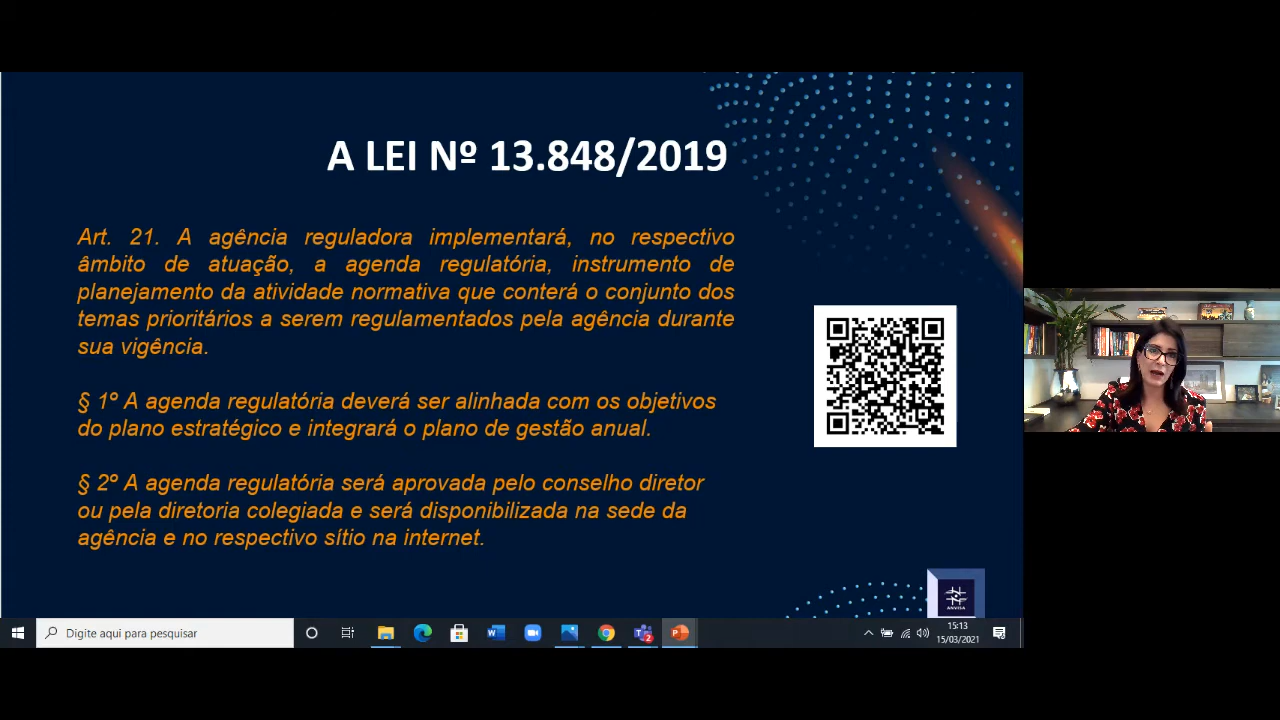 A LEI Nº 13.848/2019
Art. 21. A agência reguladora implementará, no respectivo
âmbito de atuação, a agenda regulatória, instrumento de
planejamento da atividade normativa que conterá o conjunto dos
temas prioritários a serem regulamentados pela agência durante
sua vigência.
§ 1º A agenda regulatória deverá ser alinhada com os objetivos
do plano estratégico e integrará o plano de gestão anual.
§ 2º A agenda regulatória será aprovada pelo conselho diretor
ou pela diretoria colegiada e será disponibilizada na sede da
agência e no respectivo sítio na internet.
ANVISA
Digite aqui para pesquisar
15:13
15/03/2021